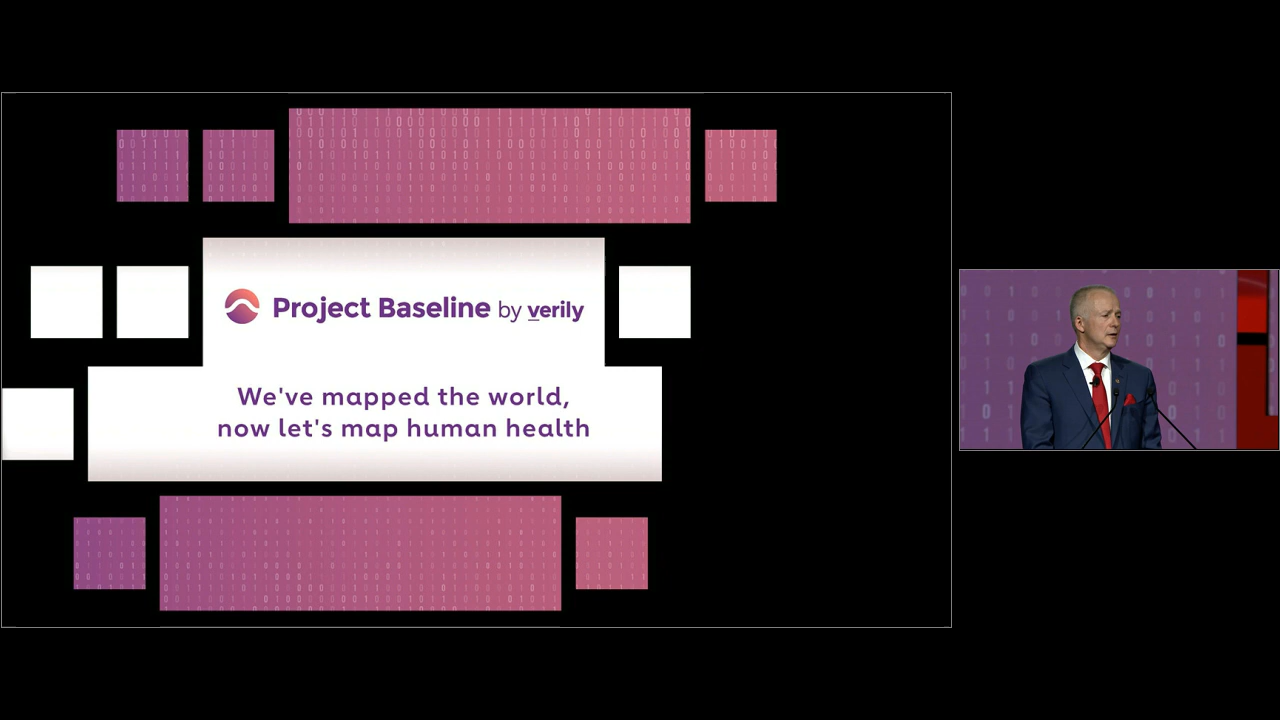 Project Baseline by verily
We've mapped the world,
now let's map human health